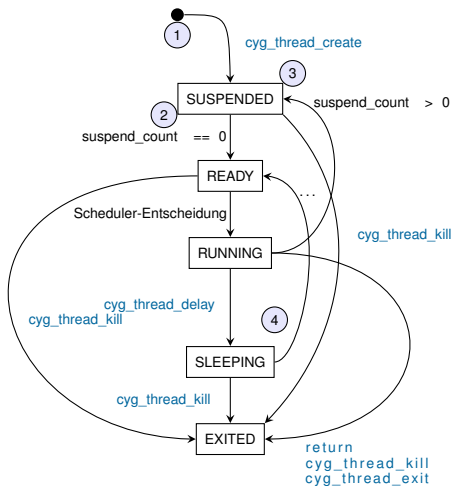 1
cyg_thread_create
3
SUSPENDED
suspend_count > 0
2
suspend_count == 0
READY
...
Scheduler-Entscheidung
cyg_thread_kill
RUNNING
cyg_thread_delay
cyg_thread_kill
4
SLEEPING
cyg_thread_kill
EXITED
return
cyg_thread_kill
cyg_thread_exit